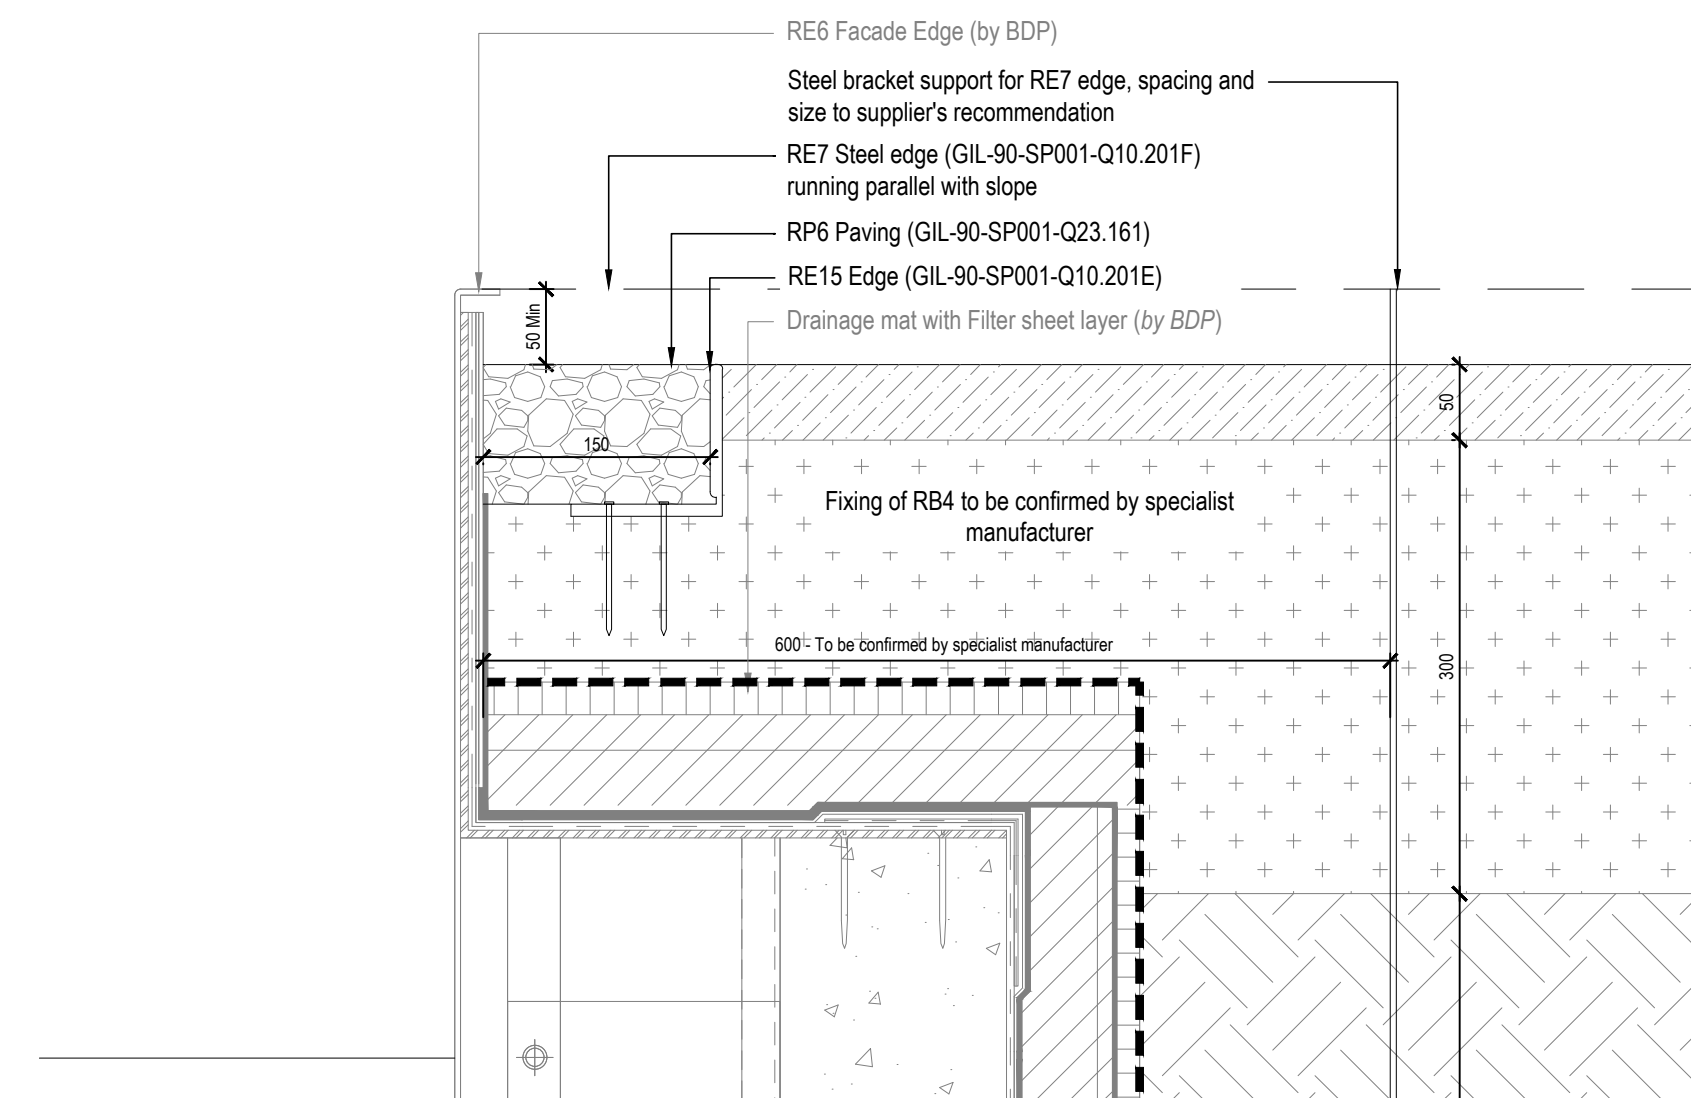 RE6 Facade Edge (by BDP)
Steel bracket support for RE7 edge, spacing and
size to supplier's recommendation
RE7 Steel edge (GIL-90-SP001-Q10.201F)
running parallel with slope
RP6 Paving (GIL-90-SP001-Q23.161)
RE15 Edge (GIL-90-SP001-Q10.201E)
Drainage mat with Filter sheet layer (by BDP)
50 Min
50
150
Fixing of RB4 to be confirmed by specialist
manufacturer
600 - To be confirmed by specialist manufacturer
300